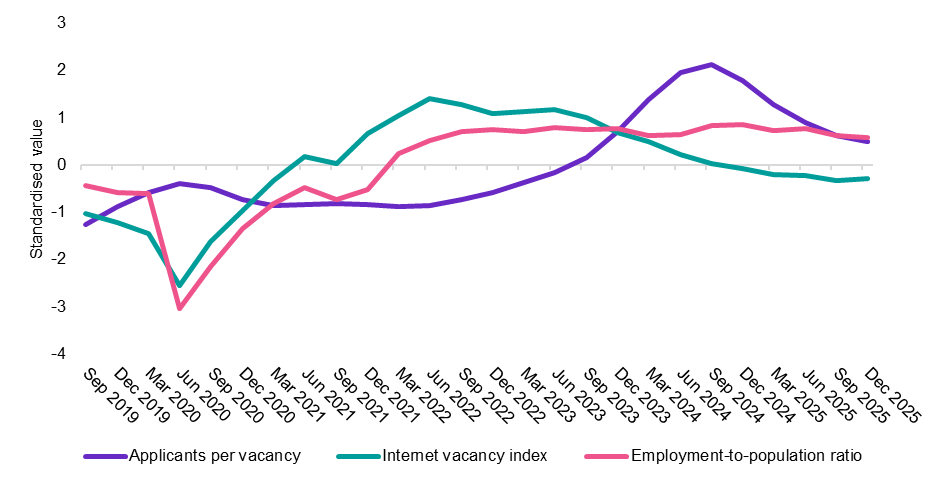 3
2
1
0
-1
-2
-3
-4
Standardised value
Sep 2019
Dec 2019
Mar 2020
Jun 2020
Sep 2020
Dec 2020
Mar 2021
Jun 2021
Sep 2021
Dec 2021
Mar 2022
Jun 2022
Sep 2022
Dec 2022
Mar 2023
Jun 2023
Sep 2023
Dec 2023
Mar 2024
Jun 2024
Sep 2024
Dec 2024
Mar 2025
Jun 2025
Sep 2025
Dec 2025
Applicants per vacancy
Internet vacancy index
Employment-to-population ratio